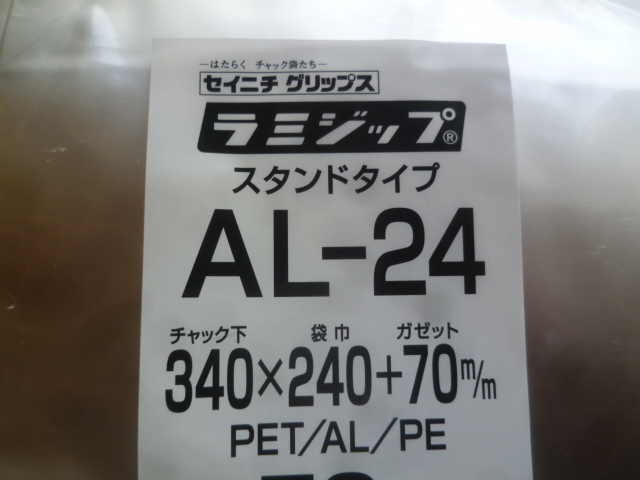 ―はたらく チャック袋たち―
セイニチ グリップス
ラミジップ®
スタンドタイプ
AL-24
チャック下 袋巾 ガゼット
340×240+70m/m
PET/AL/PE